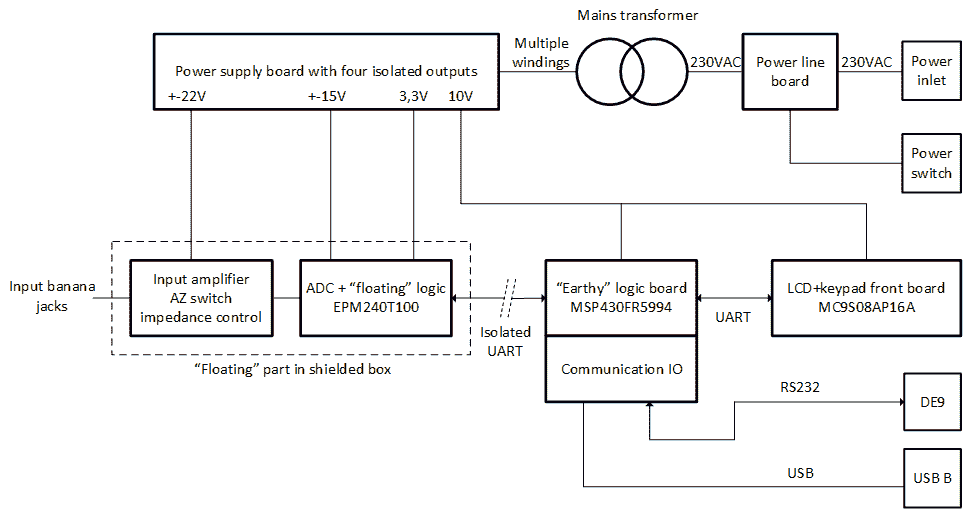 Mains transformer
Multiple
windings
230VAC
Power line
board
230VAC
Power
inlet
Power supply board with four isolated outputs
+-22V
+-15V
3,3V
10V
Power
switch
Input banana
jacks
Input amplifier
AZ switch
impedance control
ADC + “floating” logic
EPM240T100
Isolated
UART
“Earthy” logic board
MSP430FR5994
UART
LCD+keypad front board
MC9S08AP16A
“Floating” part in shielded box
Communication IO
RS232
DE9
USB
USB B